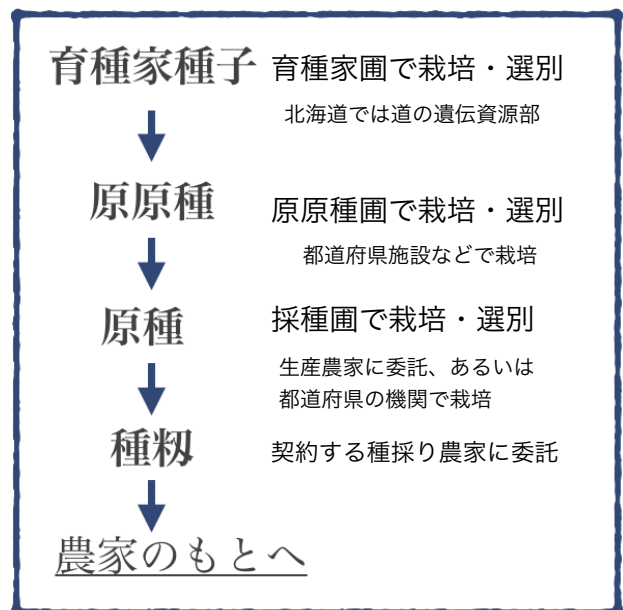 育種家種子 育種家圃で栽培・選別
北海道では道の遺伝資源部
原原種 原原種圃で栽培・選別
都道府県施設などで栽培
原種 採種圃で栽培・選別
生産農家に委託、あるいは
都道府県の機関で栽培
種籾 契約する種採り農家に委託
農家のもとへ